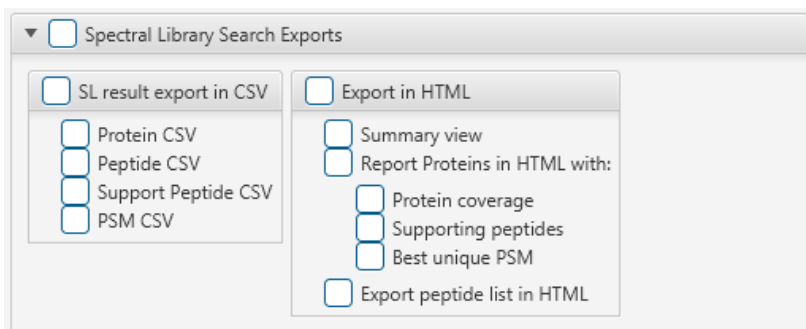 Spectral Library Search Exports
SL result export in CSV
Protein CSV
Peptide CSV
Support Peptide CSV
PSM CSV
Export in HTML
Summary view
Report Proteins in HTML with:
Protein coverage
Supporting peptides
Best unique PSM
Export peptide list in HTML